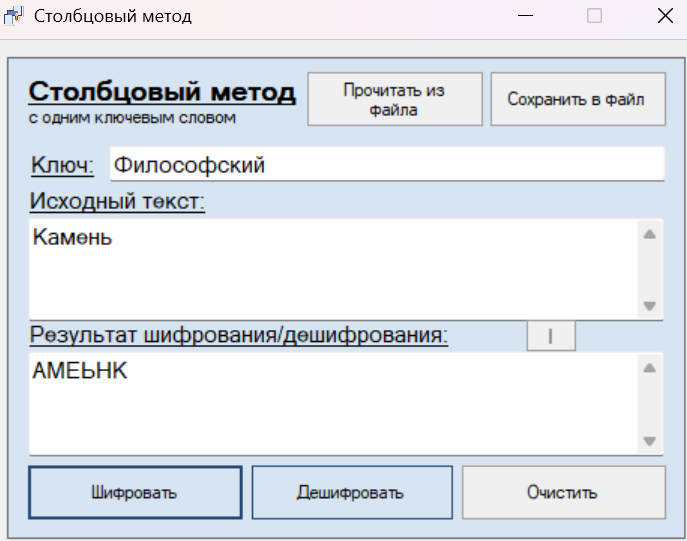 Столбцовый метод
Столбцовый метод
с одним ключевым словом
Прочитать из
файла
Сохранить в файл
Ключ:
Философский
Исходный текст:
Камень
Результат шифрования/дешифрования:
|
АМЕЬНК
Шифровать
Дешифровать
Очистить